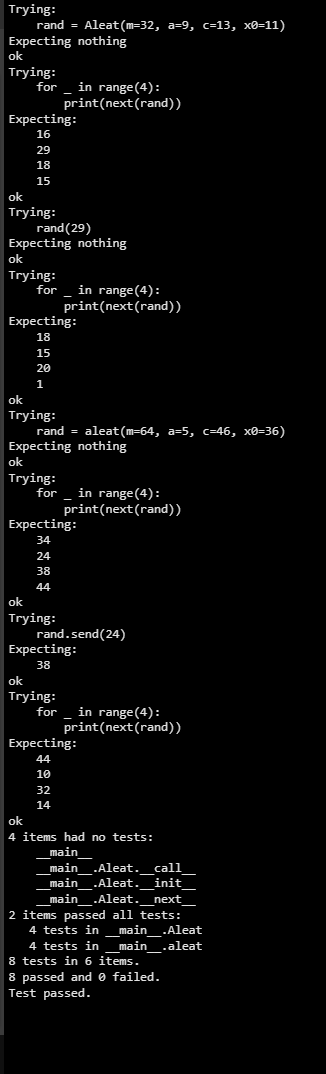 Trying:
    rand = Aleat(m=32, a=9, c=13, x0=11)
Expecting nothing
ok
Trying:
    for _ in range(4):
        print(next(rand))
Expecting:
    16
    29
    18
    15
ok
Trying:
    rand(29)
Expecting nothing
ok
Trying:
    for _ in range(4):
        print(next(rand))
Expecting:
    18
    15
    20
    1
ok
Trying:
    rand = aleat(m=64, a=5, c=46, x0=36)
Expecting nothing
ok
Trying:
    for _ in range(4):
        print(next(rand))
Expecting:
    34
    24
    38
    44
ok
Trying:
    rand.send(24)
Expecting:
    38
ok
Trying:
    for _ in range(4):
        print(next(rand))
Expecting:
    44
    10
    32
    14
ok
4 items had no tests:
    __main__
    __main__.Aleat.__call__
    __main__.Aleat.__init__
    __main__.Aleat.__next__
2 items passed all tests:
   4 tests in __main__.Aleat
   4 tests in __main__.aleat
8 tests in 6 items.
8 passed and 0 failed.
Test passed.